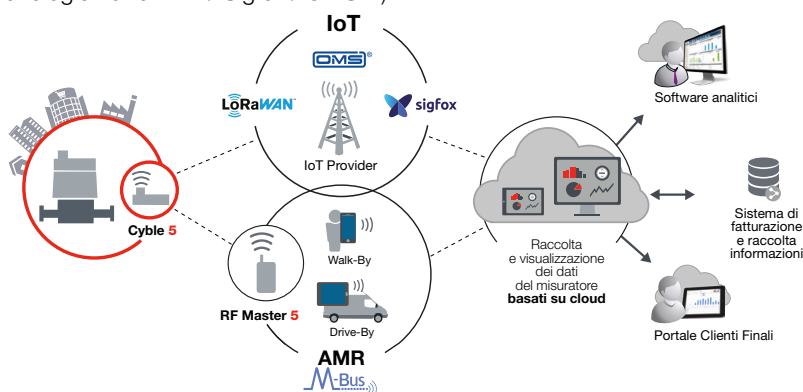 IoT
OMS®
LoRaWAN™
sigfox
IoT Provider
Cyble 5
RF Master 5
Walk-By
Drive-By
AMR
M-Bus
Raccolta
e visualizzazione
dei dati
del misuratore
basati su cloud
Software analitici
Sistema di
fatturazione
e raccolta
informazioni
Portale Clienti Finali